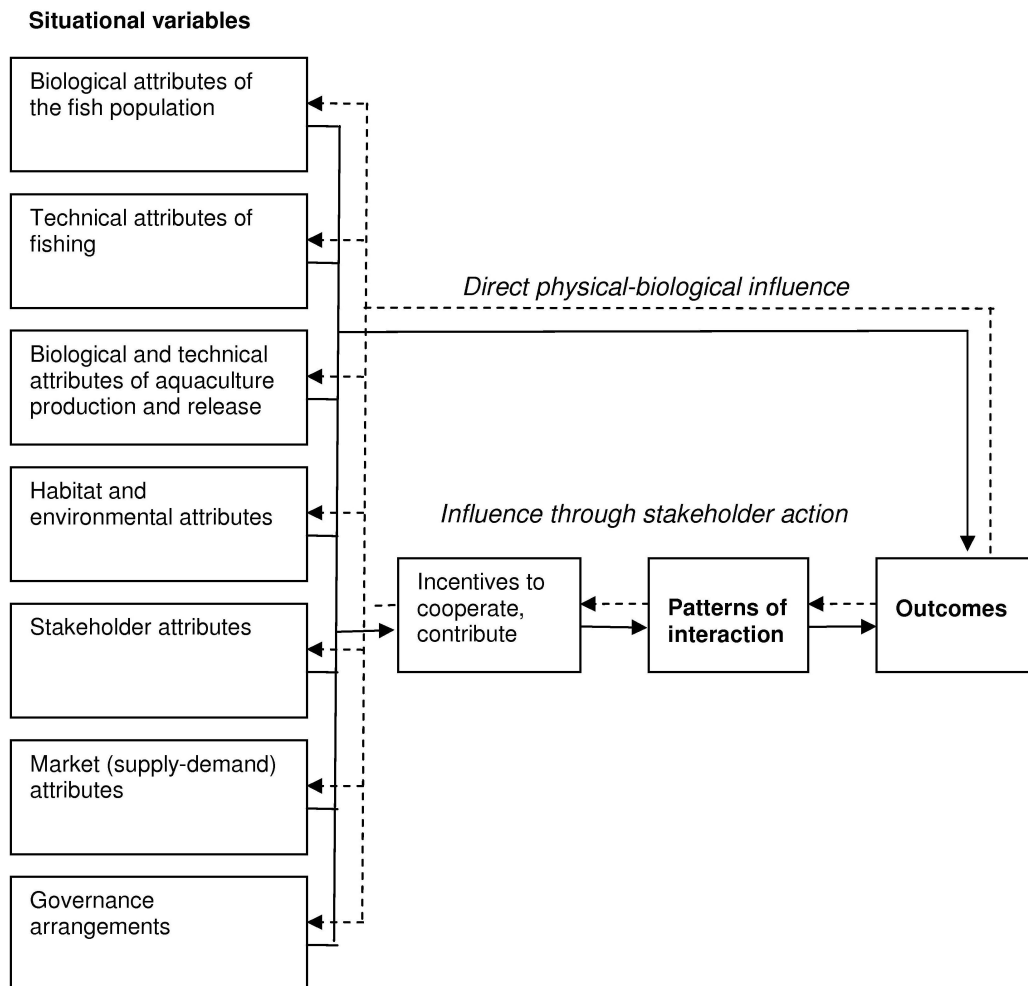 Situational variables
Biological attributes of
the fish population
Technical attributes of
fishing
Direct physical-biological influence
Biological and technical
attributes of aquaculture
production and release
Habitat and
environmental attributes
Influence through stakeholder action
Incentives to
cooperate,
contribute
Patterns of
interaction
Outcomes
Stakeholder attributes
Market (supply-demand)
attributes
Governance
arrangements